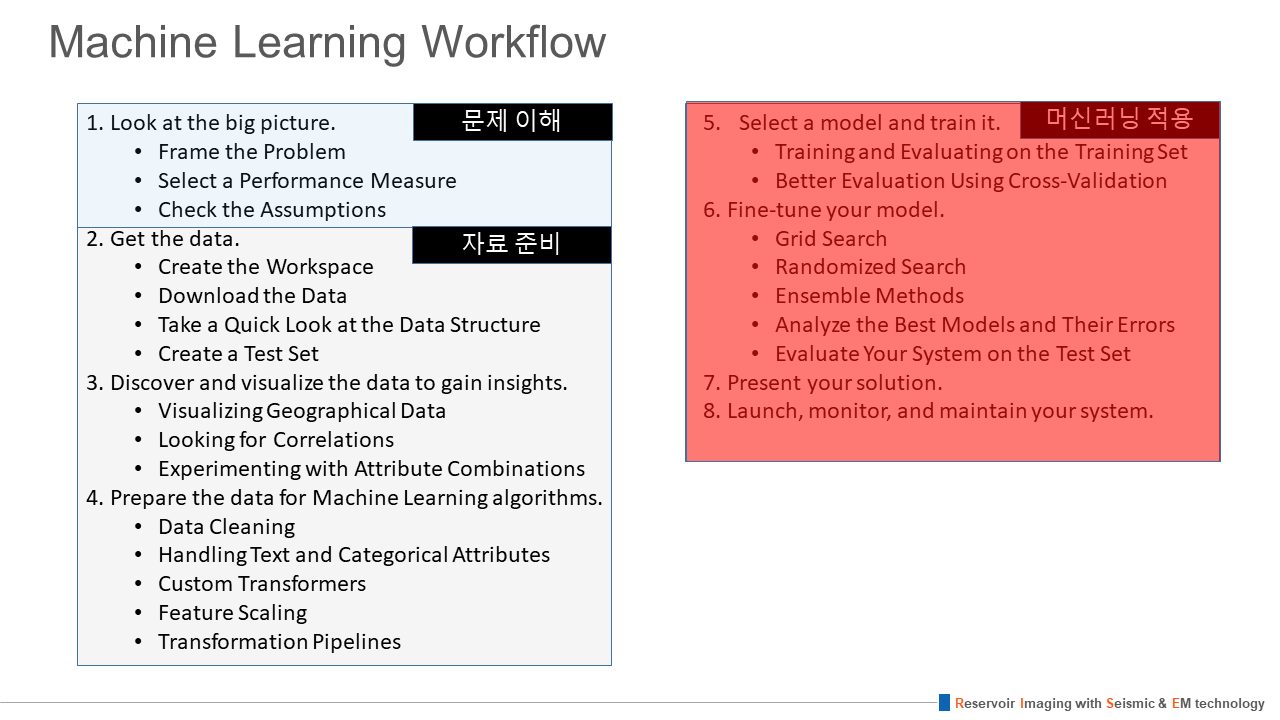 Machine Learning Workflow
1. Look at the big picture.
문제 이해
• Frame the Problem
• Select a Performance Measure
• Check the Assumptions
2. Get the data.
자료 준비
• Create the Workspace
• Download the Data
• Take a Quick Look at the Data Structure
• Create a Test Set
3. Discover and visualize the data to gain insights.
• Visualizing Geographical Data
• Looking for Correlations
• Experimenting with Attribute Combinations
4. Prepare the data for Machine Learning algorithms.
• Data Cleaning
• Handling Text and Categorical Attributes
• Custom Transformers
• Feature Scaling
• Transformation Pipelines
5. Select a model and train it.
머신러닝 적용
• Training and Evaluating on the Training Set
• Better Evaluation Using Cross-Validation
6. Fine-tune your model.
• Grid Search
• Randomized Search
• Ensemble Methods
• Analyze the Best Models and Their Errors
• Evaluate Your System on the Test Set
7. Present your solution.
8. Launch, monitor, and maintain your system.
Reservoir Imaging with Seismic & EM technology